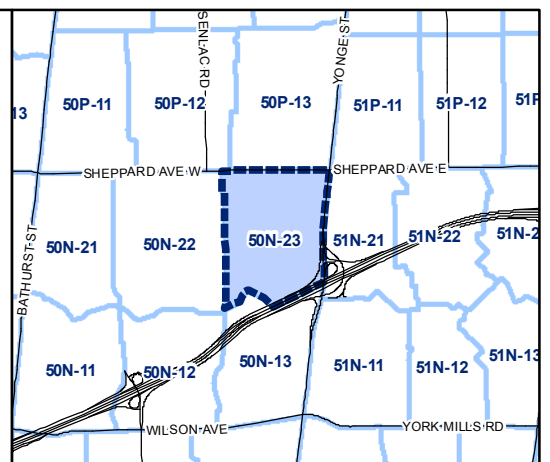 SENLAC RD
YONGE ST
13
50P-11
50P-12
50P-13
51P-11
51P-12
51P
SHEPPARD AVE W
SHEPPARD AVE E
BATHURST ST
50N-21
50N-22
50N-23
51N-21
51N-22
51N-2
50N-11
50N-12
50N-13
51N-11
51N-12
51N-13
WILSON AVE
YORK MILLS RD